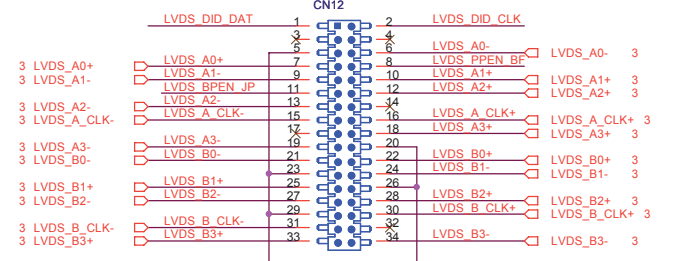 CN12
LVDS_DID_DAT 1 2 LVDS_DID_CLK
3 4
5 6 LVDS_A0- LVDS_A0- 3
3 LVDS_A0+ LVDS_A0+ 7 8 LVDS_PPEN_BF
3 LVDS_A1- LVDS_A1- 9 10 LVDS_A1+ LVDS_A1+ 3
LVDS_BPEN_JP 11 12 LVDS_A2+ LVDS_A2+ 3
3 LVDS_A2- LVDS_A2- 13 14
3 LVDS_A_CLK- LVDS_A_CLK- 15 16 LVDS_A_CLK+ LVDS_A_CLK+ 3
17 18 LVDS_A3+ LVDS_A3+ 3
3 LVDS_A3- LVDS_A3- 19 20
3 LVDS_B0- LVDS_B0- 21 22 LVDS_B0+ LVDS_B0+ 3
23 24 LVDS_B1- LVDS_B1- 3
3 LVDS_B1+ LVDS_B1+ 25 26
3 LVDS_B2- LVDS_B2- 27 28 LVDS_B2+ LVDS_B2+ 3
29 30 LVDS_B_CLK+ LVDS_B_CLK+ 3
3 LVDS_B_CLK- LVDS_B_CLK- 31 32
3 LVDS_B3+ LVDS_B3+ 33 34 LVDS_B3- LVDS_B3- 3